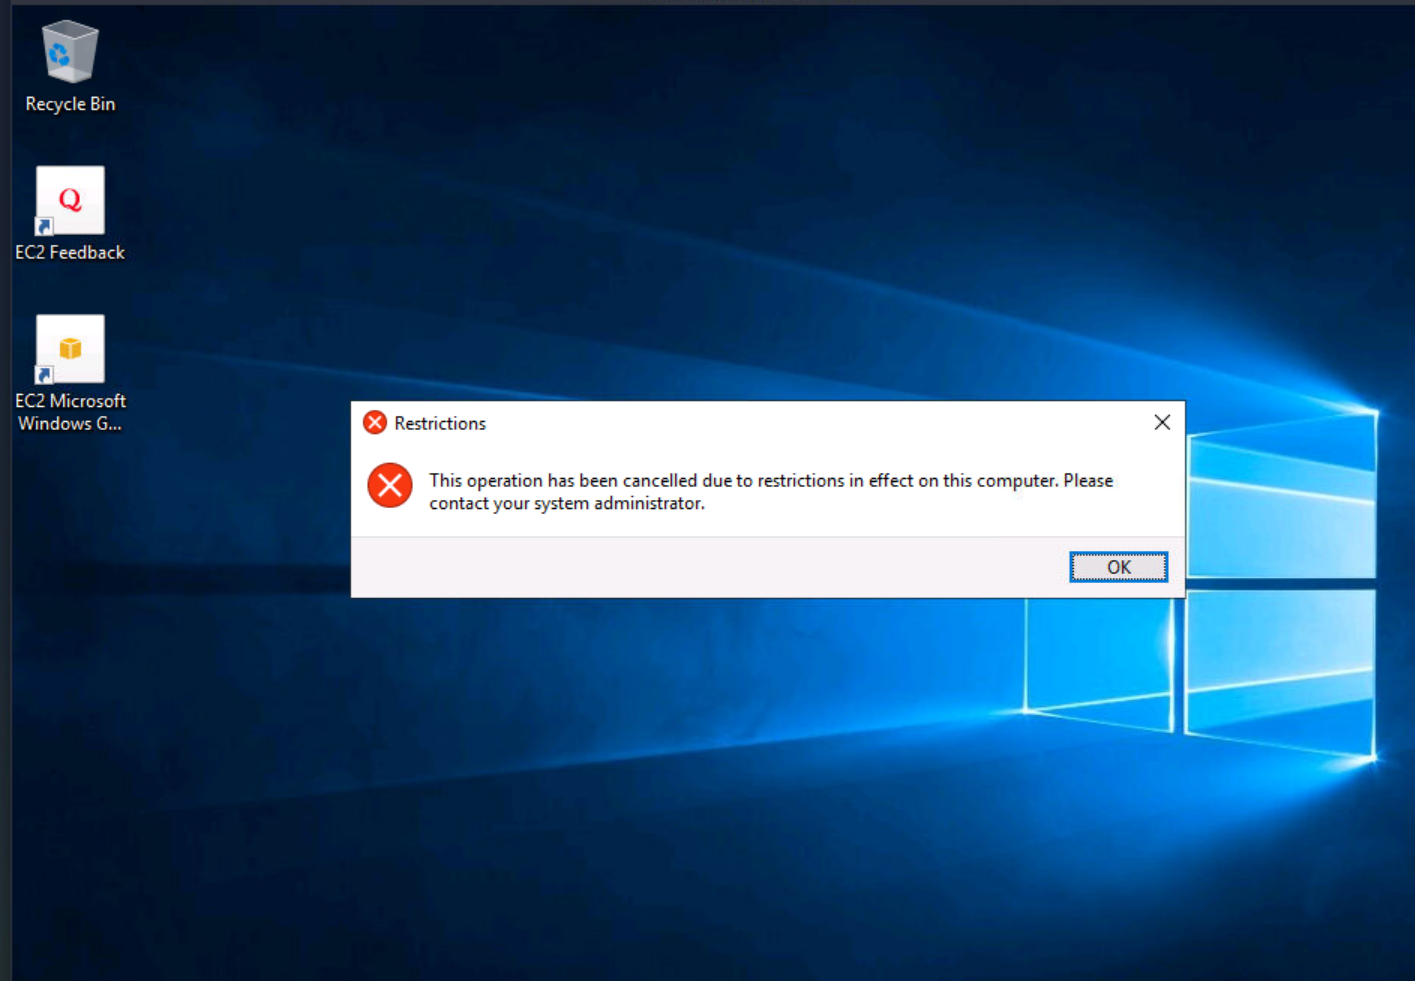 Recycle Bin
Q
EC2 Feedback
EC2 Microsoft
Windows G...
Restrictions
This operation has been cancelled due to restrictions in effect on this computer. Please
contact your system administrator.
OK